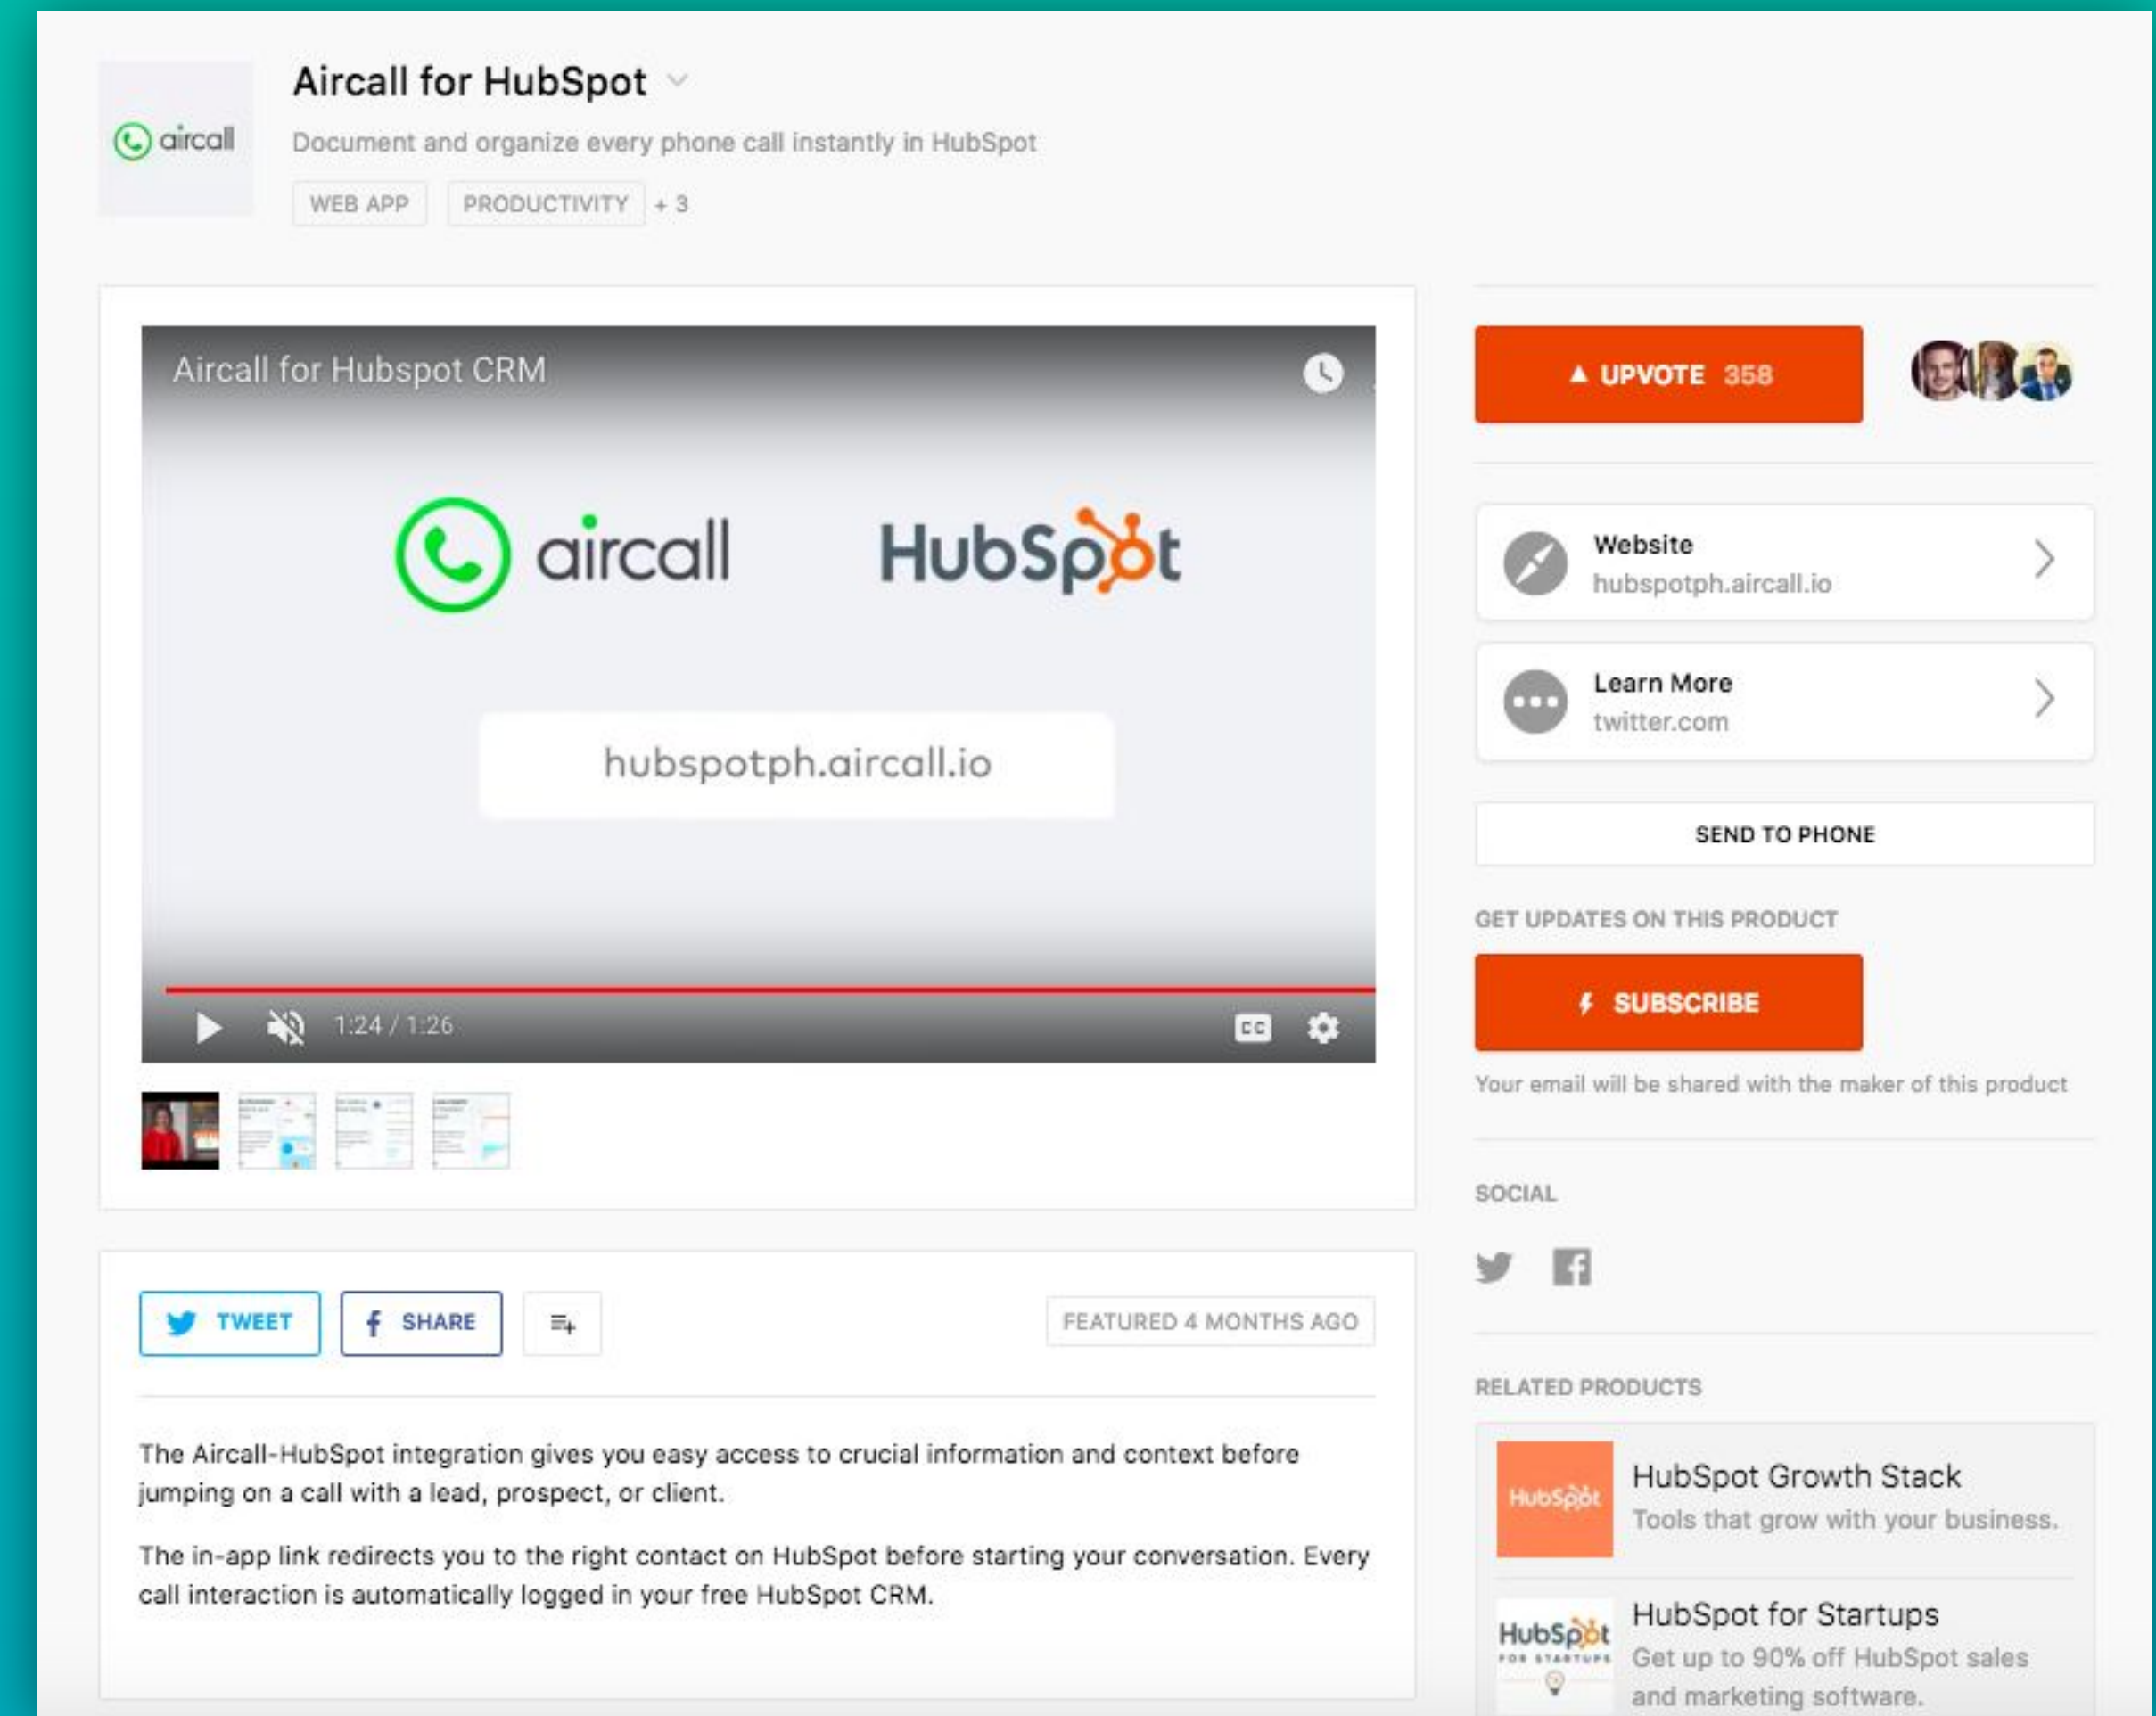 Aircall for HubSpot
aircall
Document and organize every phone call instantly in HubSpot
WEB APP
PRODUCTIVITY
+ 3
Aircall for Hubspot CRM
aircall
HubSpot
hubspotph.aircall.io
1:24 / 1:26
CC
TWEET
SHARE
FEATURED 4 MONTHS AGO
The Aircall-HubSpot integration gives you easy access to crucial information and context before
jumping on a call with a lead, prospect, or client.
The in-app link redirects you to the right contact on HubSpot before starting your conversation. Every
call interaction is automatically logged in your free HubSpot CRM.
UPVOTE 358
Website
hubspotph.aircall.io
Learn More
twitter.com
SEND TO PHONE
GET UPDATES ON THIS PRODUCT
SUBSCRIBE
Your email will be shared with the maker of this product
SOCIAL
RELATED PRODUCTS
HubSpot
HubSpot Growth Stack
Tools that grow with your business.
HubSpot
FOR STARTUPS
HubSpot for Startups
Get up to 90% off HubSpot sales
and marketing software.